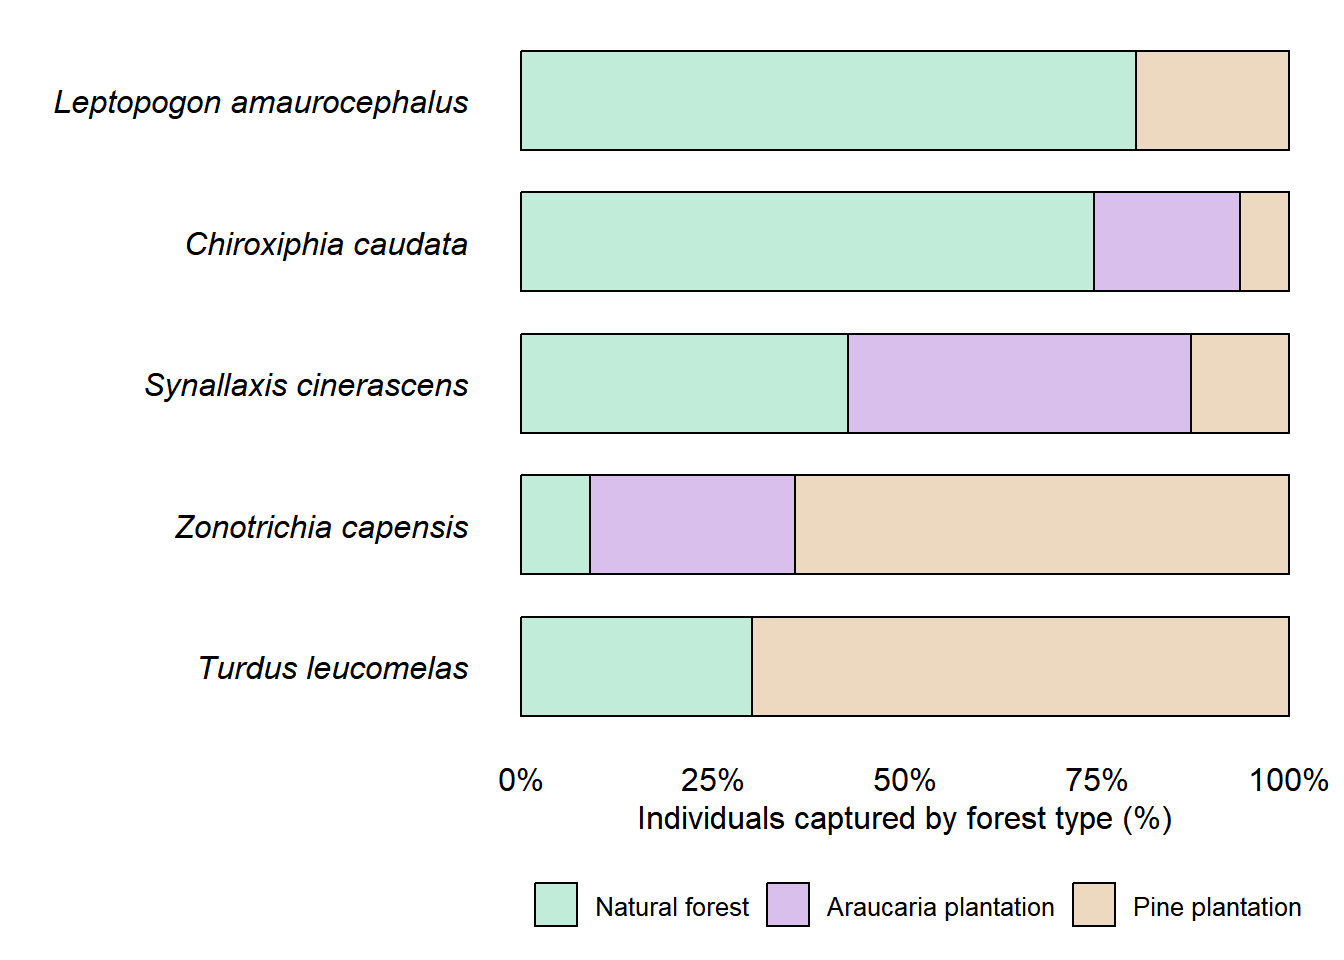 Leptopogon amaurocephalus
Chiroxiphia caudata
Synallaxis cinerascens
Zonotrichia capensis
Turdus leucomelas
0% 25% 50% 75% 100%
Individuals captured by forest type (%)
Natural forest Araucaria plantation Pine plantation